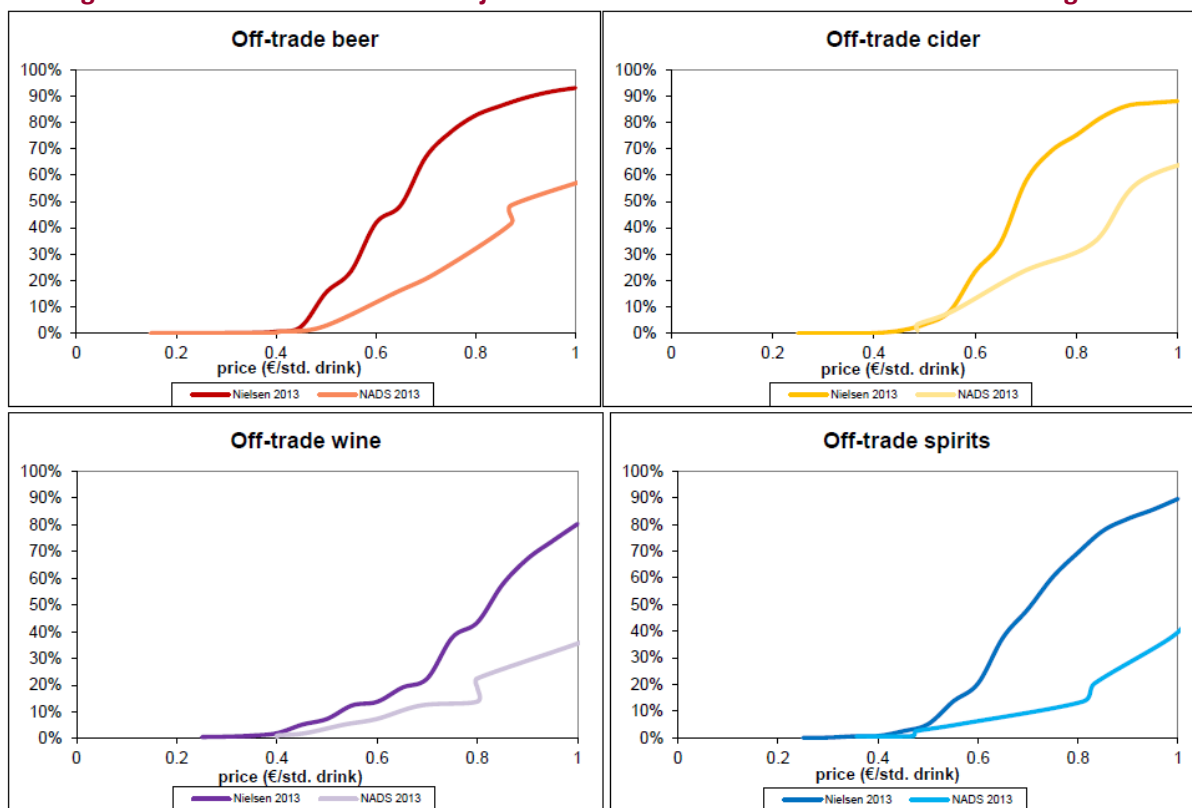 Off-trade beer
100%
90%
80%
70%
60%
50%
40%
30%
20%
10%
0%
0 0.2 0.4 0.6 0.8 1
price (€/std. drink)
Nielsen 2013 NADS 2013
Off-trade cider
100%
90%
80%
70%
60%
50%
40%
30%
20%
10%
0%
0 0.2 0.4 0.6 0.8 1
price (€/std. drink)
Nielsen 2013 NADS 2013
Off-trade wine
100%
90%
80%
70%
60%
50%
40%
30%
20%
10%
0%
0 0.2 0.4 0.6 0.8 1
price (€/std. drink)
Nielsen 2013 NADS 2013
Off-trade spirits
100%
90%
80%
70%
60%
50%
40%
30%
20%
10%
0%
0 0.2 0.4 0.6 0.8 1
price (€/std. drink)
Nielsen 2013 NADS 2013